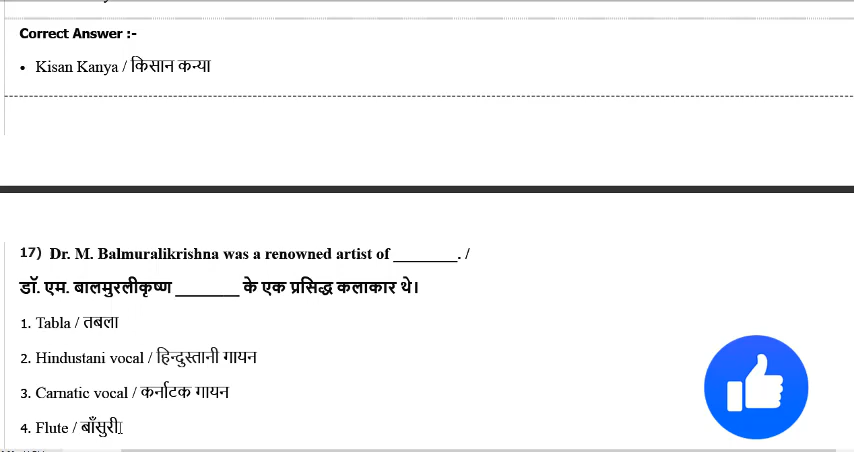 Correct Answer :-
• Kisan Kanya / किसान कन्या
17) Dr. M. Balmuralikrishna was a renowned artist of ________. /
डॉ. एम. बालमुरलीकृष्ण ________ के एक प्रसिद्ध कलाकार थे।
1. Tabla / तबला
2. Hindustani vocal / हिन्दुस्तानी गायन
3. Carnatic vocal / कर्नाटक गायन
4. Flute / बाँसुरी